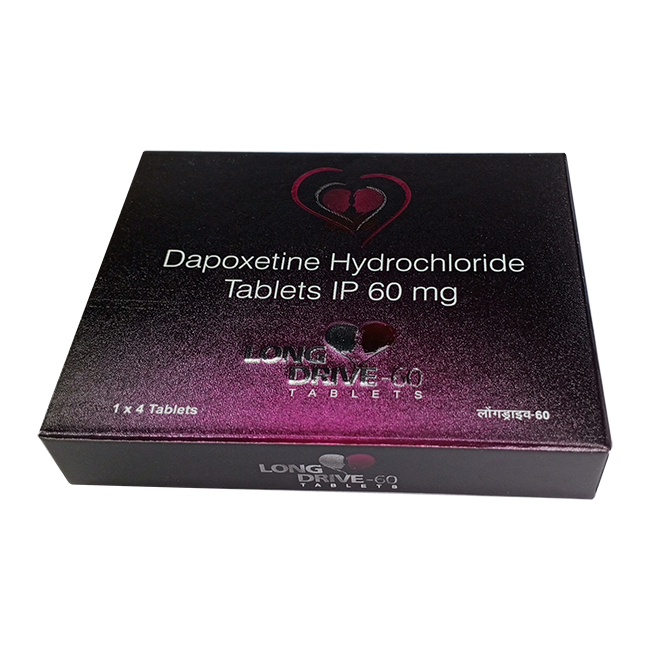 Dapoxetine Hydrochloride
Tablets IP 60 mg
LONG
DRIVE-60
TABLETS
1 x 4 Tablets
लॉंगड्राइव-60
LONG
DRIVE-60
TABLETS